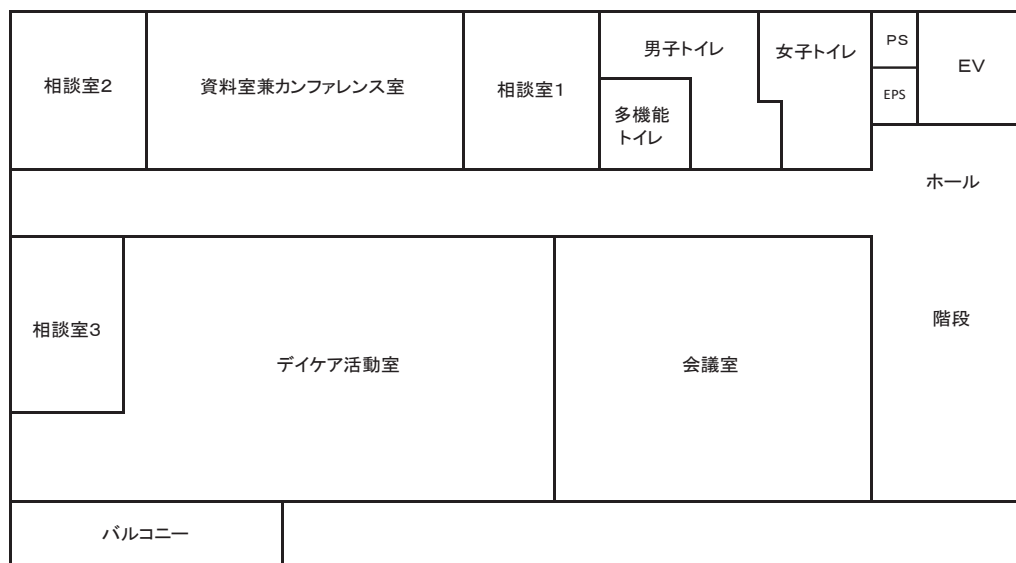 相談室2
資料室兼カンファレンス室
相談室1
男子トイレ
多機能
トイレ
女子トイレ
PS
EPS
EV
ホール
相談室3
デイケア活動室
会議室
階段
バルコニー